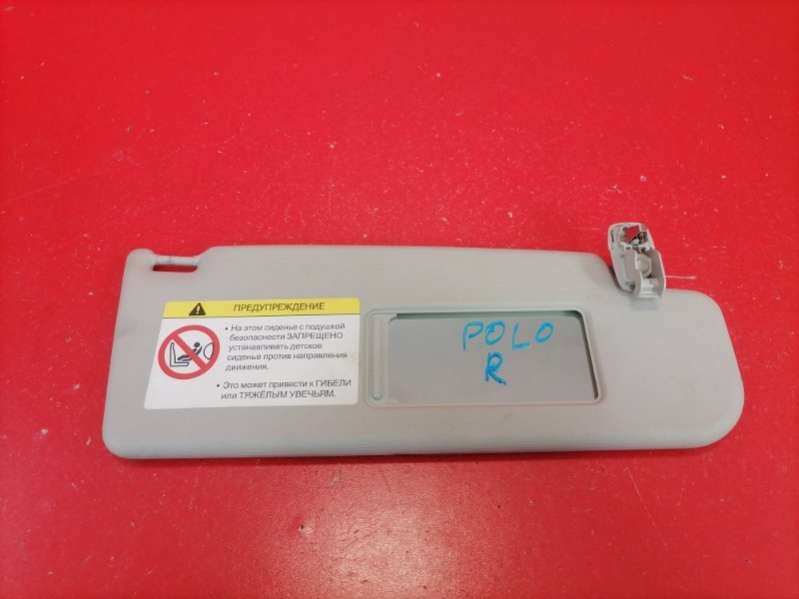 ПРЕДУПРЕЖДЕНИЕ
• На этом сиденье с подушкой
безопасности ЗАПРЕЩЕНО
устанавливать детское
сиденье против направления
движения.
• Это может привести к ГИБЕЛИ
или ТЯЖЁЛЫМ УВЕЧЬЯМ.
POLO
R